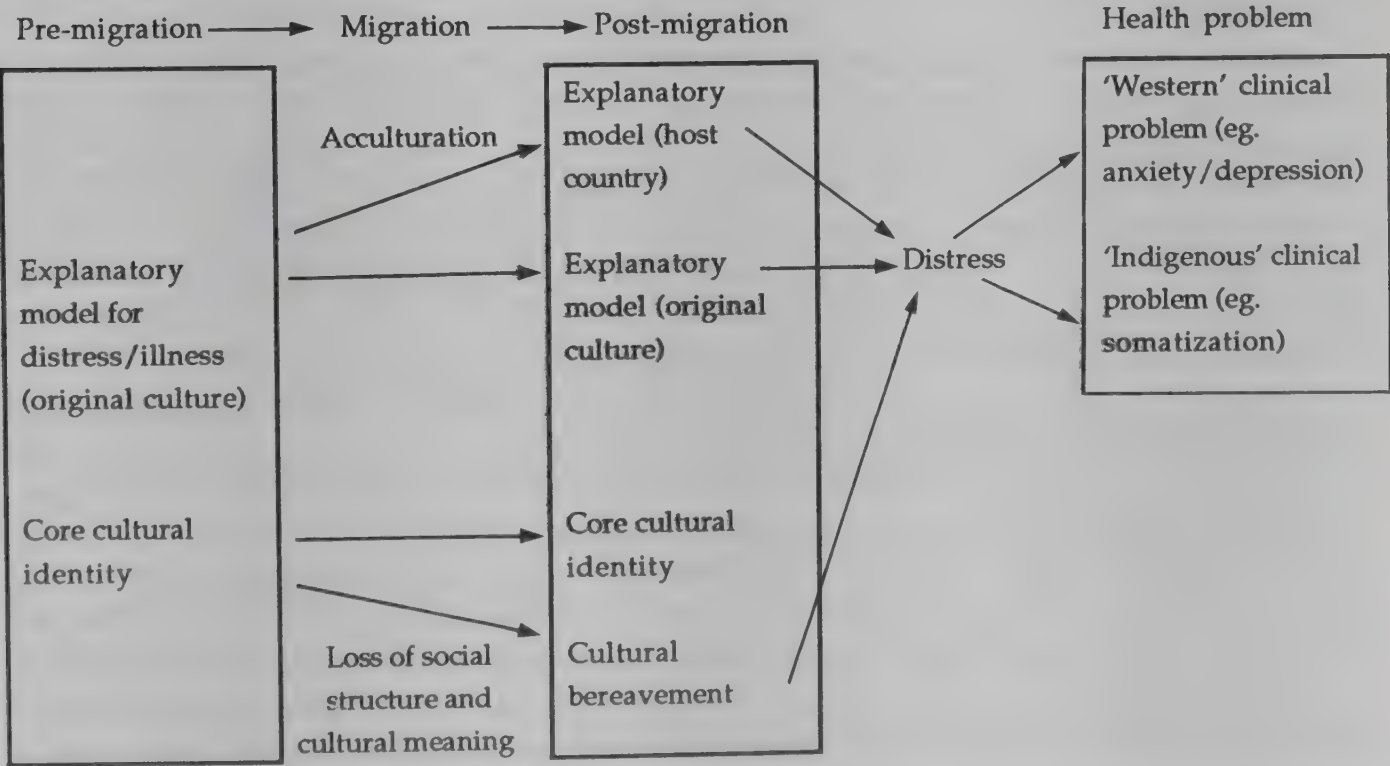 Pre-migration
Migration
Post-migration
Health problem
Explanatory
model for
distress/illness
(original culture)
Core cultural
identity
Acculturation
Loss of social
structure and
cultural meaning
Explanatory
model (host
country)
Explanatory
model (original
culture)
Core cultural
identity
Cultural
bereavement
Distress
'Western' clinical
problem (eg.
anxiety/depression)
'Indigenous' clinical
problem (eg.
somatization)